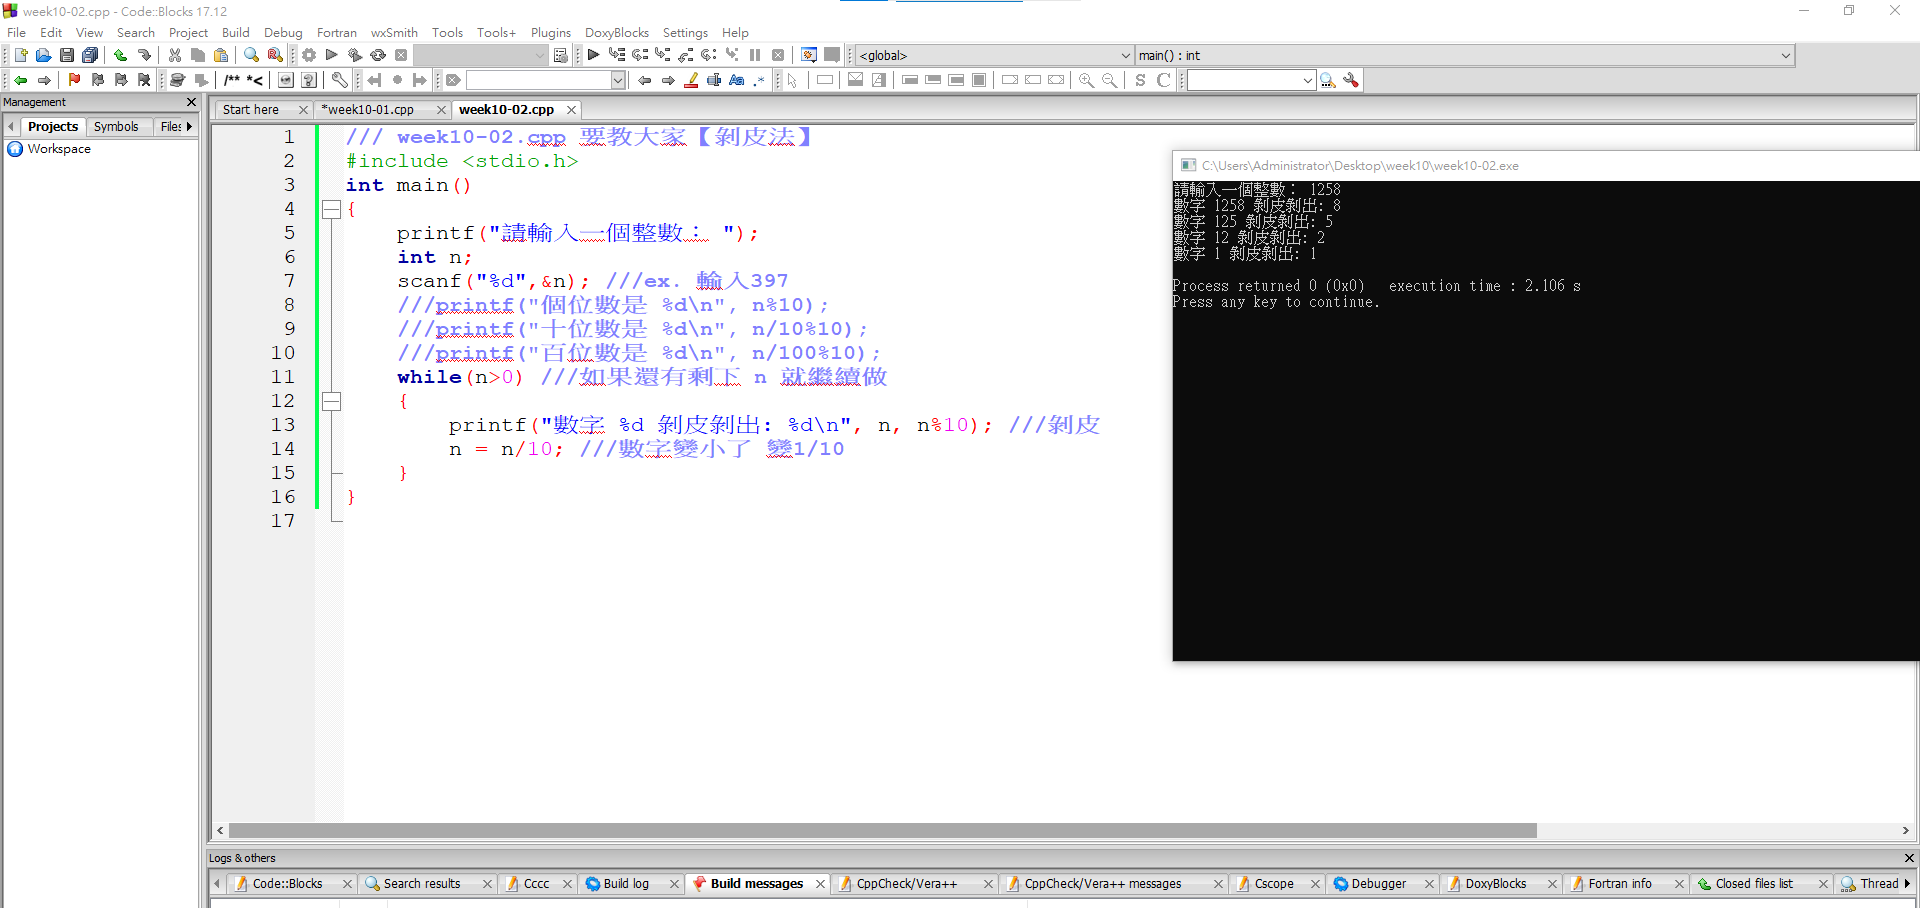 week10-02.cpp - Code::Blocks 17.12
File Edit View Search Project Build Debug Fortran wxSmith Tools Tools+ Plugins DoxyBlocks Settings Help
<global> main() : int
/** *<
Aa .*
S C
Management
Projects Symbols Files
Workspace
Start here *week10-01.cpp week10-02.cpp
1 /// week10-02.cpp 要教大家【剝皮法】
2 #include <stdio.h>
3 int main()
4 {
5 printf("請輸入一個整數： ");
6 int n;
7 scanf("%d",&n); ///ex. 輸入397
8 ///printf("個位數是 %d\n", n%10);
9 ///printf("十位數是 %d\n", n/10%10);
10 ///printf("百位數是 %d\n", n/100%10);
11 while(n>0) ///如果還有剩下 n 就繼續做
12 {
13 printf("數字 %d 剝皮剝出: %d\n", n, n%10); ///剝皮
14 n = n/10; ///數字變小了 變1/10
15 }
16 }
17
C:\Users\Administrator\Desktop\week10\week10-02.exe
請輸入一個整數： 1258
數字 1258 剝皮剝出: 8
數字 125 剝皮剝出: 5
數字 12 剝皮剝出: 2
數字 1 剝皮剝出: 1
Process returned 0 (0x0) execution time : 2.106 s
Press any key to continue.
Logs & others
Code::Blocks Search results Cccc Build log Build messages CppCheck/Vera++ CppCheck/Vera++ messages Cscope Debugger DoxyBlocks Fortran info Closed files list Thread